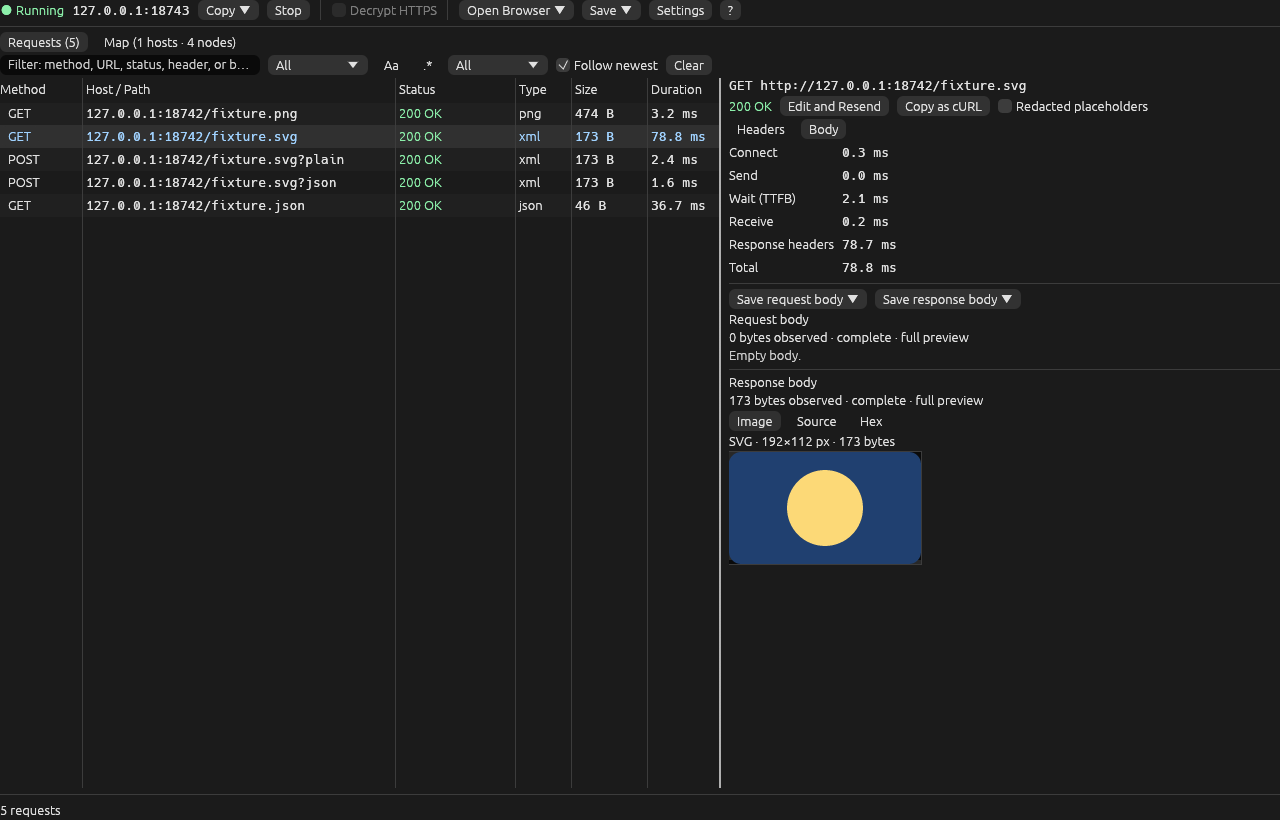 Running 127.0.0.1:18743 Copy ▼ Stop Decrypt HTTPS Open Browser ▼ Save ▼ Settings ?
Requests (5) Map (1 hosts · 4 nodes)
Filter: method, URL, status, header, or b… All ▼ Aa .* All ▼ Follow newest Clear
Method Host / Path Status Type Size Duration
GET 127.0.0.1:18742/fixture.png 200 OK png 474 B 3.2 ms
GET 127.0.0.1:18742/fixture.svg 200 OK xml 173 B 78.8 ms
POST 127.0.0.1:18742/fixture.svg?plain 200 OK xml 173 B 2.4 ms
POST 127.0.0.1:18742/fixture.svg?json 200 OK xml 173 B 1.6 ms
GET 127.0.0.1:18742/fixture.json 200 OK json 46 B 36.7 ms
GET http://127.0.0.1:18742/fixture.svg
200 OK Edit and Resend Copy as cURL Redacted placeholders
Headers Body
Connect 0.3 ms
Send 0.0 ms
Wait (TTFB) 2.1 ms
Receive 0.2 ms
Response headers 78.7 ms
Total 78.8 ms
Save request body ▼ Save response body ▼
Request body
0 bytes observed · complete · full preview
Empty body.
Response body
173 bytes observed · complete · full preview
Image Source Hex
SVG · 192×112 px · 173 bytes
5 requests